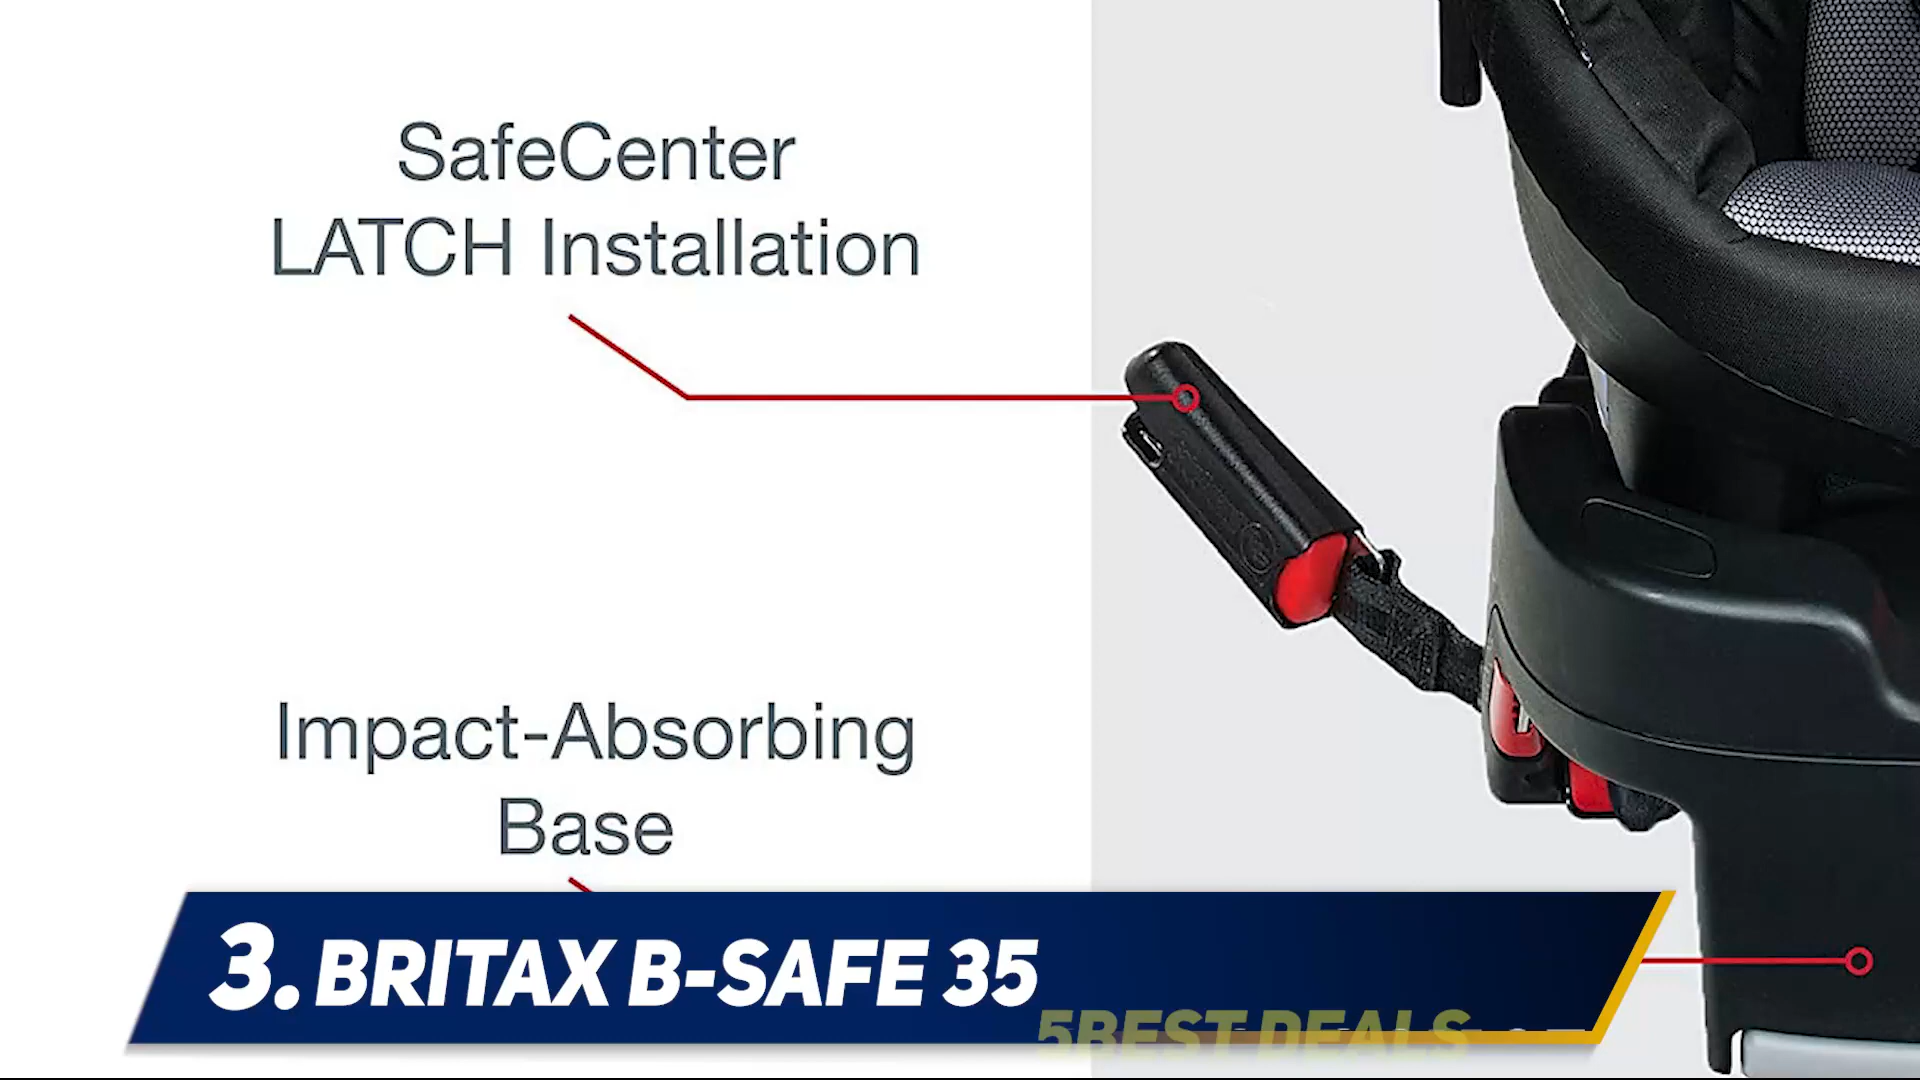 SafeCenter
LATCH Installation
Impact-Absorbing
Base
3. BRITAX B-SAFE 35
5BEST DEALS